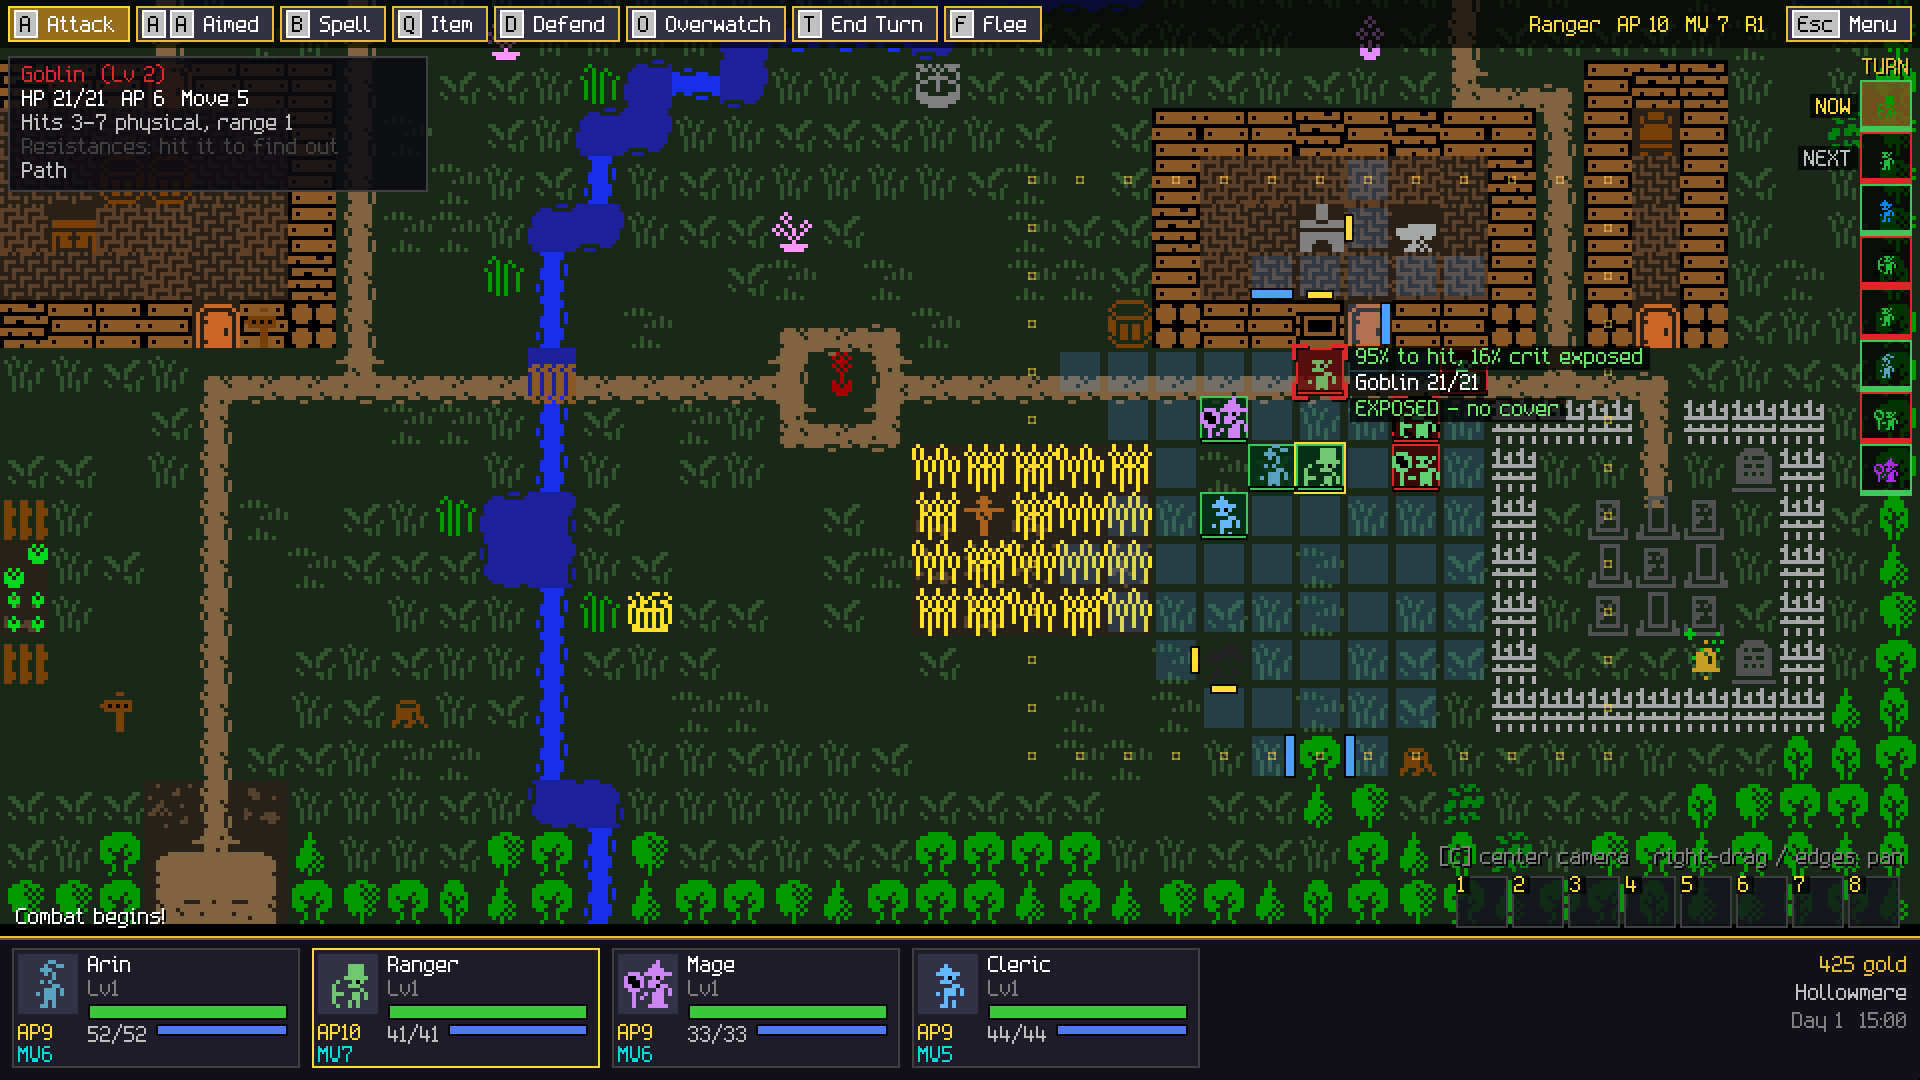 A Attack A A Aimed B Spell Q Item D Defend O Overwatch T End Turn F Flee Ranger AP 10 MV 7 R1 Esc Menu
TURN
Goblin (Lv 2)
HP 21/21 AP 6 Move 5
Hits 3-7 physical, range 1
Resistances: hit it to find out
Path
NOW
NEXT
95% to hit, 16% crit exposed
Goblin 21/21
EXPOSED - no cover
[C] center camera right-drag / edges: pan
1 2 3 4 5 6 7 8
Combat begins!
Arin
Lv1
AP9 52/52
MV6
Ranger
Lv1
AP10 41/41
MV7
Mage
Lv1
AP9 33/33
MV6
Cleric
Lv1
AP9 44/44
MV5
425 gold
Hollowmere
Day 1 15:00